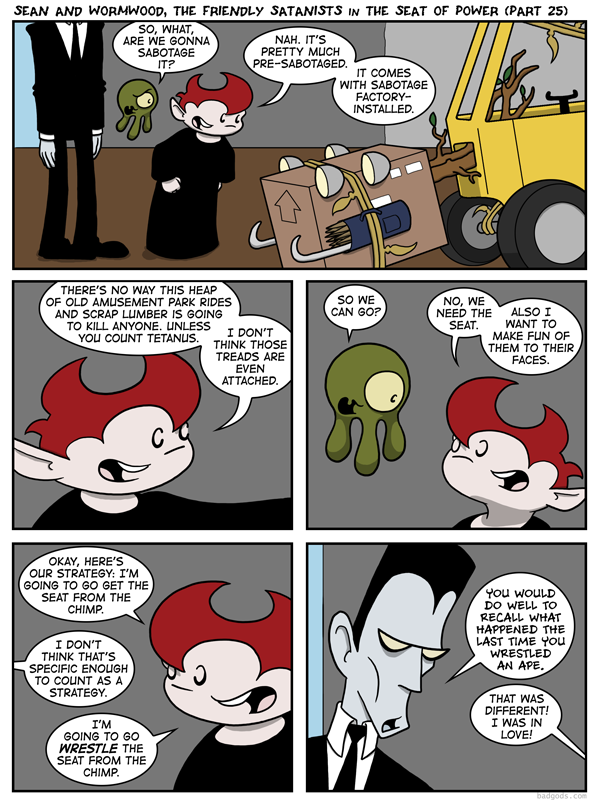 SEAN AND WORMWOOD, THE FRIENDLY SATANISTS IN THE SEAT OF POWER (PART 25)
SO, WHAT,
ARE WE GONNA
SABOTAGE
IT?
NAH. IT'S
PRETTY MUCH
PRE-SABOTAGED.
IT COMES
WITH SABOTAGE
FACTORY-
INSTALLED.
THERE'S NO WAY THIS HEAP
OF OLD AMUSEMENT PARK RIDES
AND SCRAP LUMBER IS GOING
TO KILL ANYONE. UNLESS
YOU COUNT TETANUS.
I DON'T
THINK THOSE
TREADS ARE
EVEN
ATTACHED.
SO WE
CAN GO?
NO, WE
NEED THE
SEAT.
ALSO I
WANT TO
MAKE FUN OF
THEM TO THEIR
FACES.
OKAY, HERE'S
OUR STRATEGY: I'M
GOING TO GO GET THE
SEAT FROM THE
CHIMP.
I DON'T
THINK THAT'S
SPECIFIC ENOUGH
TO COUNT AS A
STRATEGY.
I'M
GOING TO GO
WRESTLE THE
SEAT FROM THE
CHIMP.
YOU WOULD
DO WELL TO
RECALL WHAT
HAPPENED THE
LAST TIME YOU
WRESTLED
AN APE.
THAT WAS
DIFFERENT!
I WAS IN
LOVE!
badgods.com